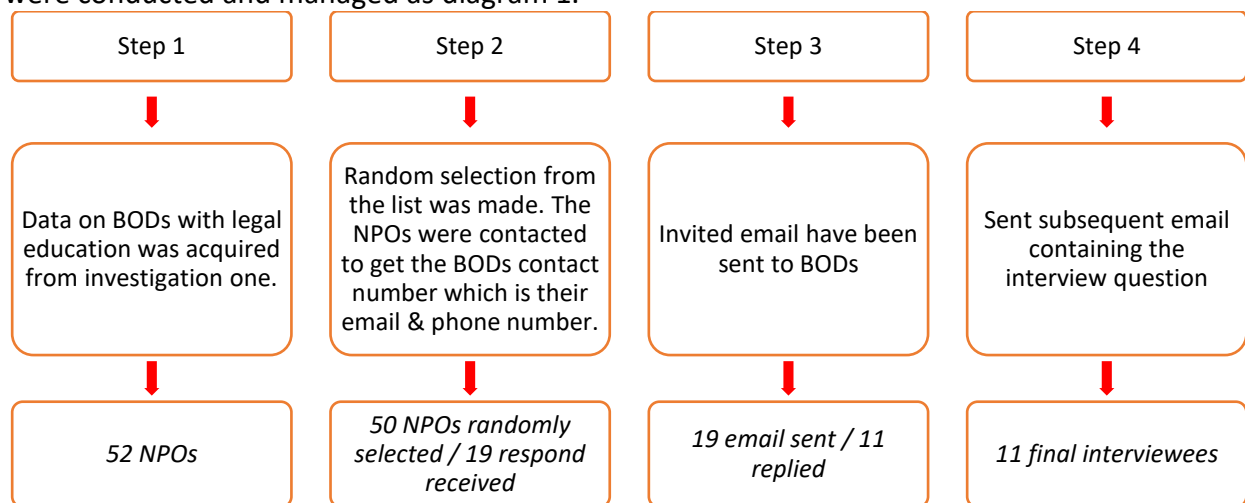 were conducted and managed as diagram 1.
Step 1
Step 2
Step 3
Step 4
Data on BODs with legal
education was acquired
from investigation one.
Random selection from
the list was made. The
NPOs were contacted
to get the BODs contact
number which is their
email & phone number.
Invited email have been
sent to BODs
Sent subsequent email
containing the
interview question
52 NPOs
50 NPOs randomly
selected / 19 respond
received
19 email sent / 11
replied
11 final interviewees